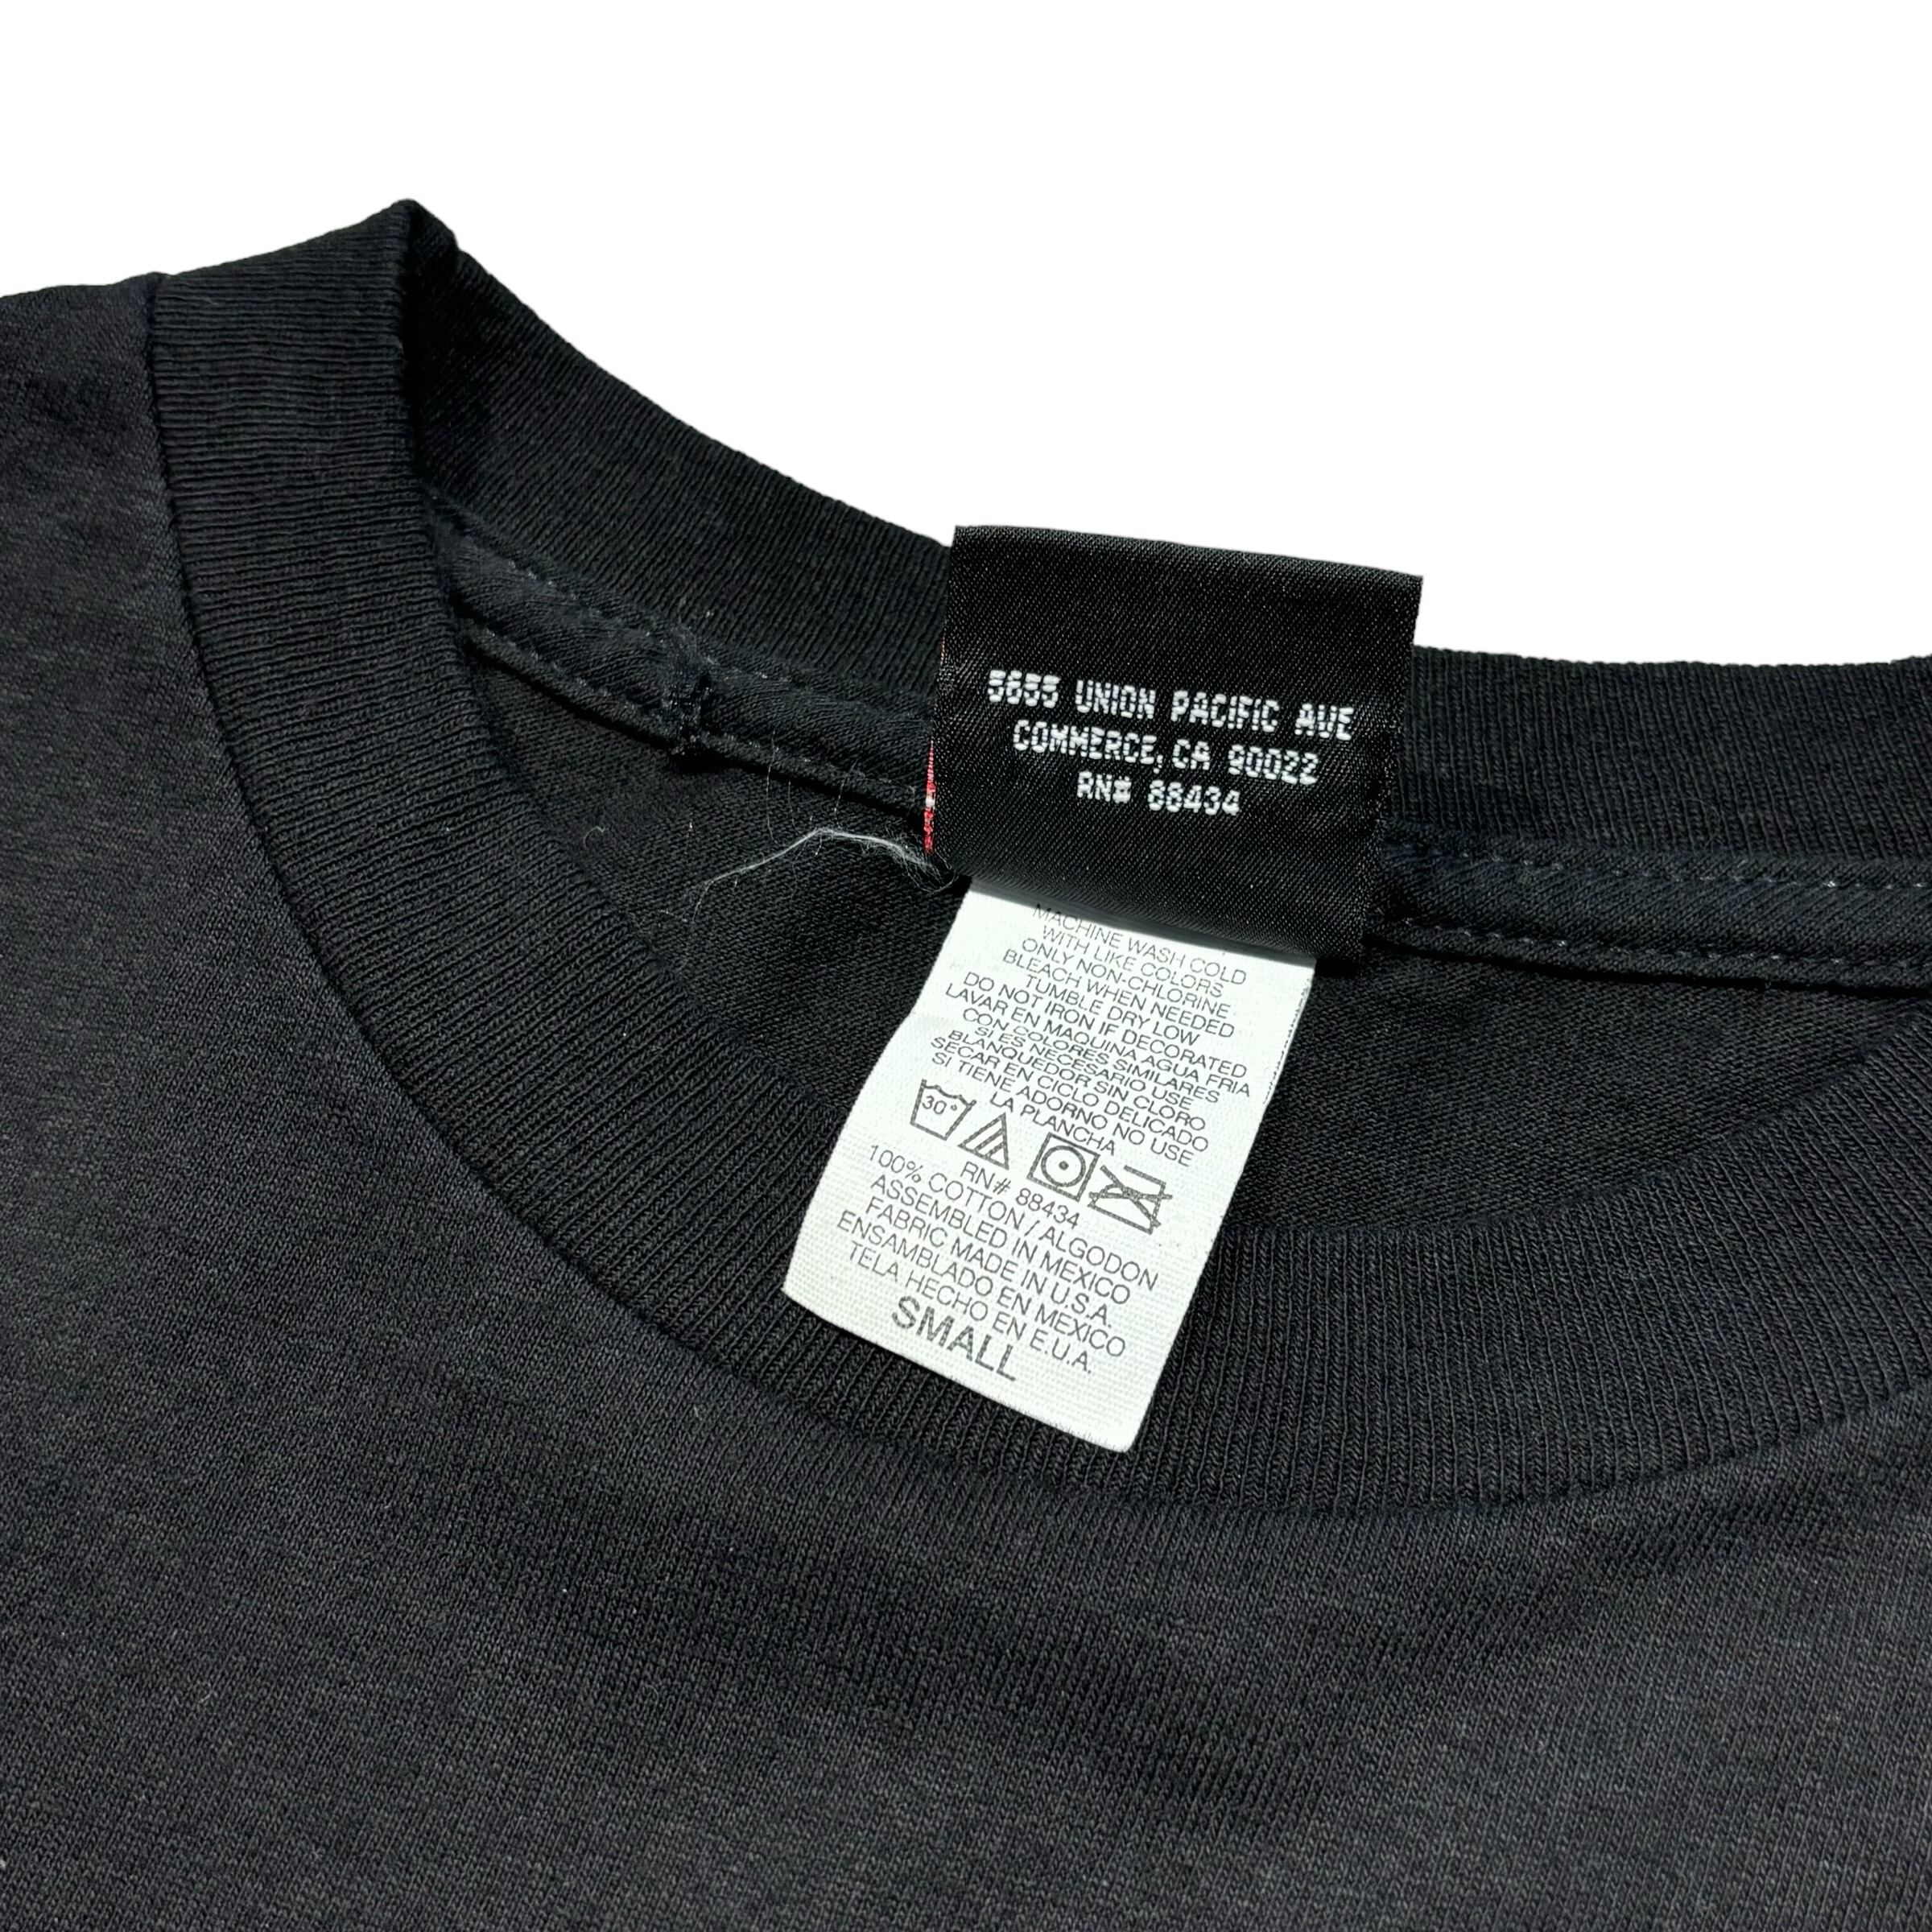 5655 UNION PACIFIC AVE
COMMERCE, CA 90022
RN# 88434
MACHINE WASH COLD
WITH LIKE COLORS
ONLY NON-CHLORINE
BLEACH WHEN NEEDED
TUMBLE DRY LOW
DO NOT IRON IF DECORATED
LAVAR EN MAQUINA AGUA FRIA
CON COLORES SIMILARES
SI ES NECESARIO USE
BLANQUEDOR SIN CLORO
SECAR EN CICLO DELICADO
SI TIENE ADORNO NO USE
LA PLANCHA
30°
RN# 88434
100% COTTON / ALGODON
ASSEMBLED IN MEXICO
FABRIC MADE IN U.S.A.
ENSAMBLADO EN MEXICO
TELA HECHO EN E.U.A.
SMALL